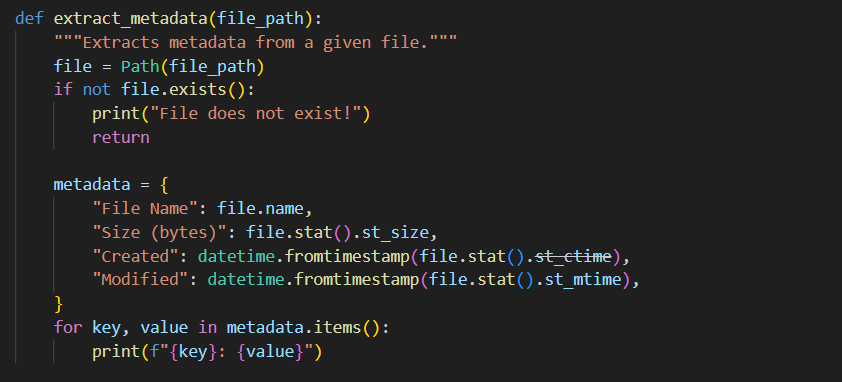 def extract_metadata(file_path):
    """Extracts metadata from a given file."""
    file = Path(file_path)
    if not file.exists():
        print("File does not exist!")
        return

    metadata = {
        "File Name": file.name,
        "Size (bytes)": file.stat().st_size,
        "Created": datetime.fromtimestamp(file.stat().st_ctime),
        "Modified": datetime.fromtimestamp(file.stat().st_mtime),
    }
    for key, value in metadata.items():
        print(f"{key}: {value}")